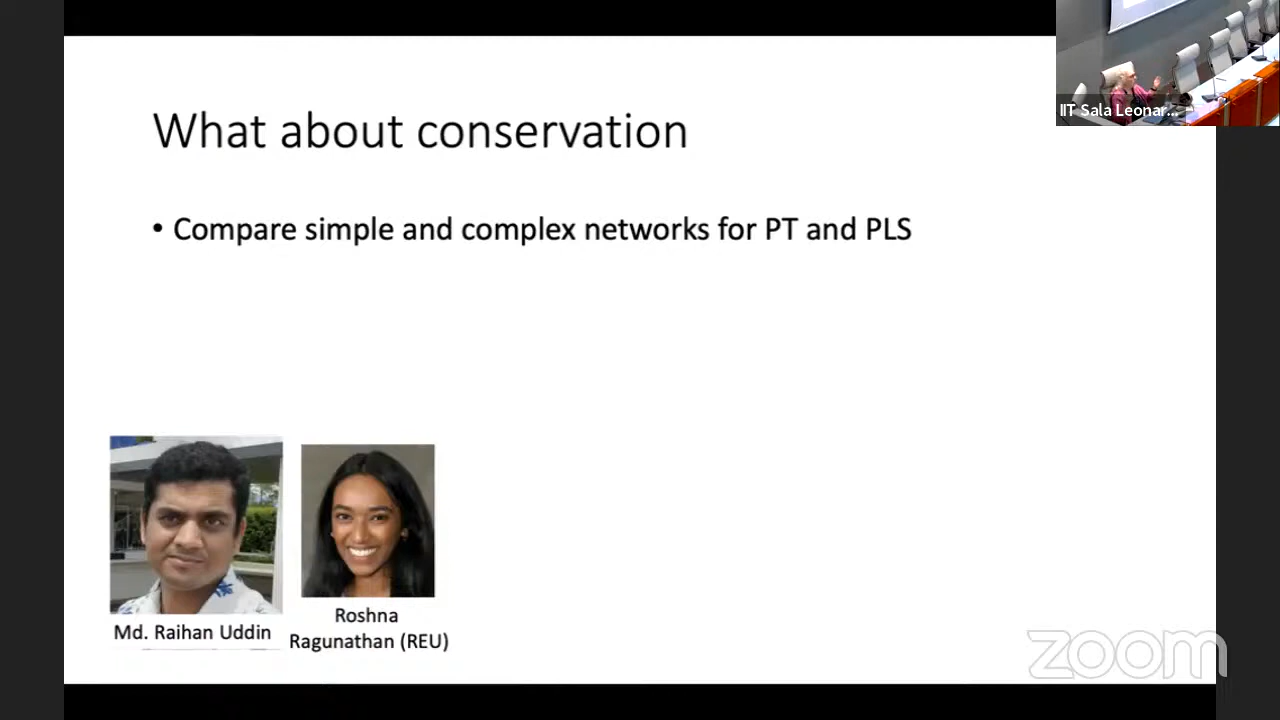 IIT Sala Leonar...
What about conservation
• Compare simple and complex networks for PT and PLS
Md. Raihan Uddin
Roshna
Ragunathan (REU)
zoom